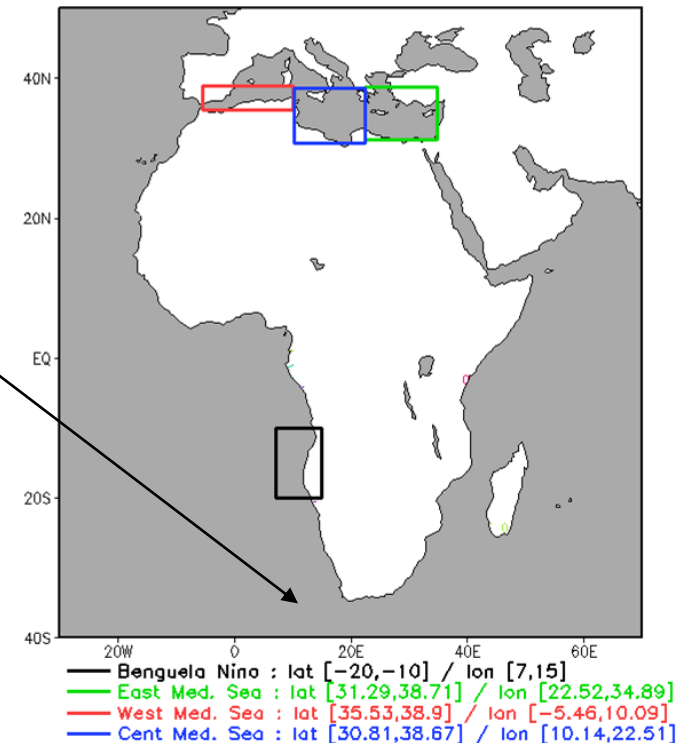 40N
20N
EQ
20S
40S
20W 0 20E 40E 60E
Benguela Nino : lat [-20,-10] / lon [7,15]
East Med. Sea : lat [31.29,38.71] / lon [22.52,34.89]
West Med. Sea : lat [35.53,38.9] / lon [-5.46,10.09]
Cent Med. Sea : lat [30.81,38.67] / lon [10.14,22.51]